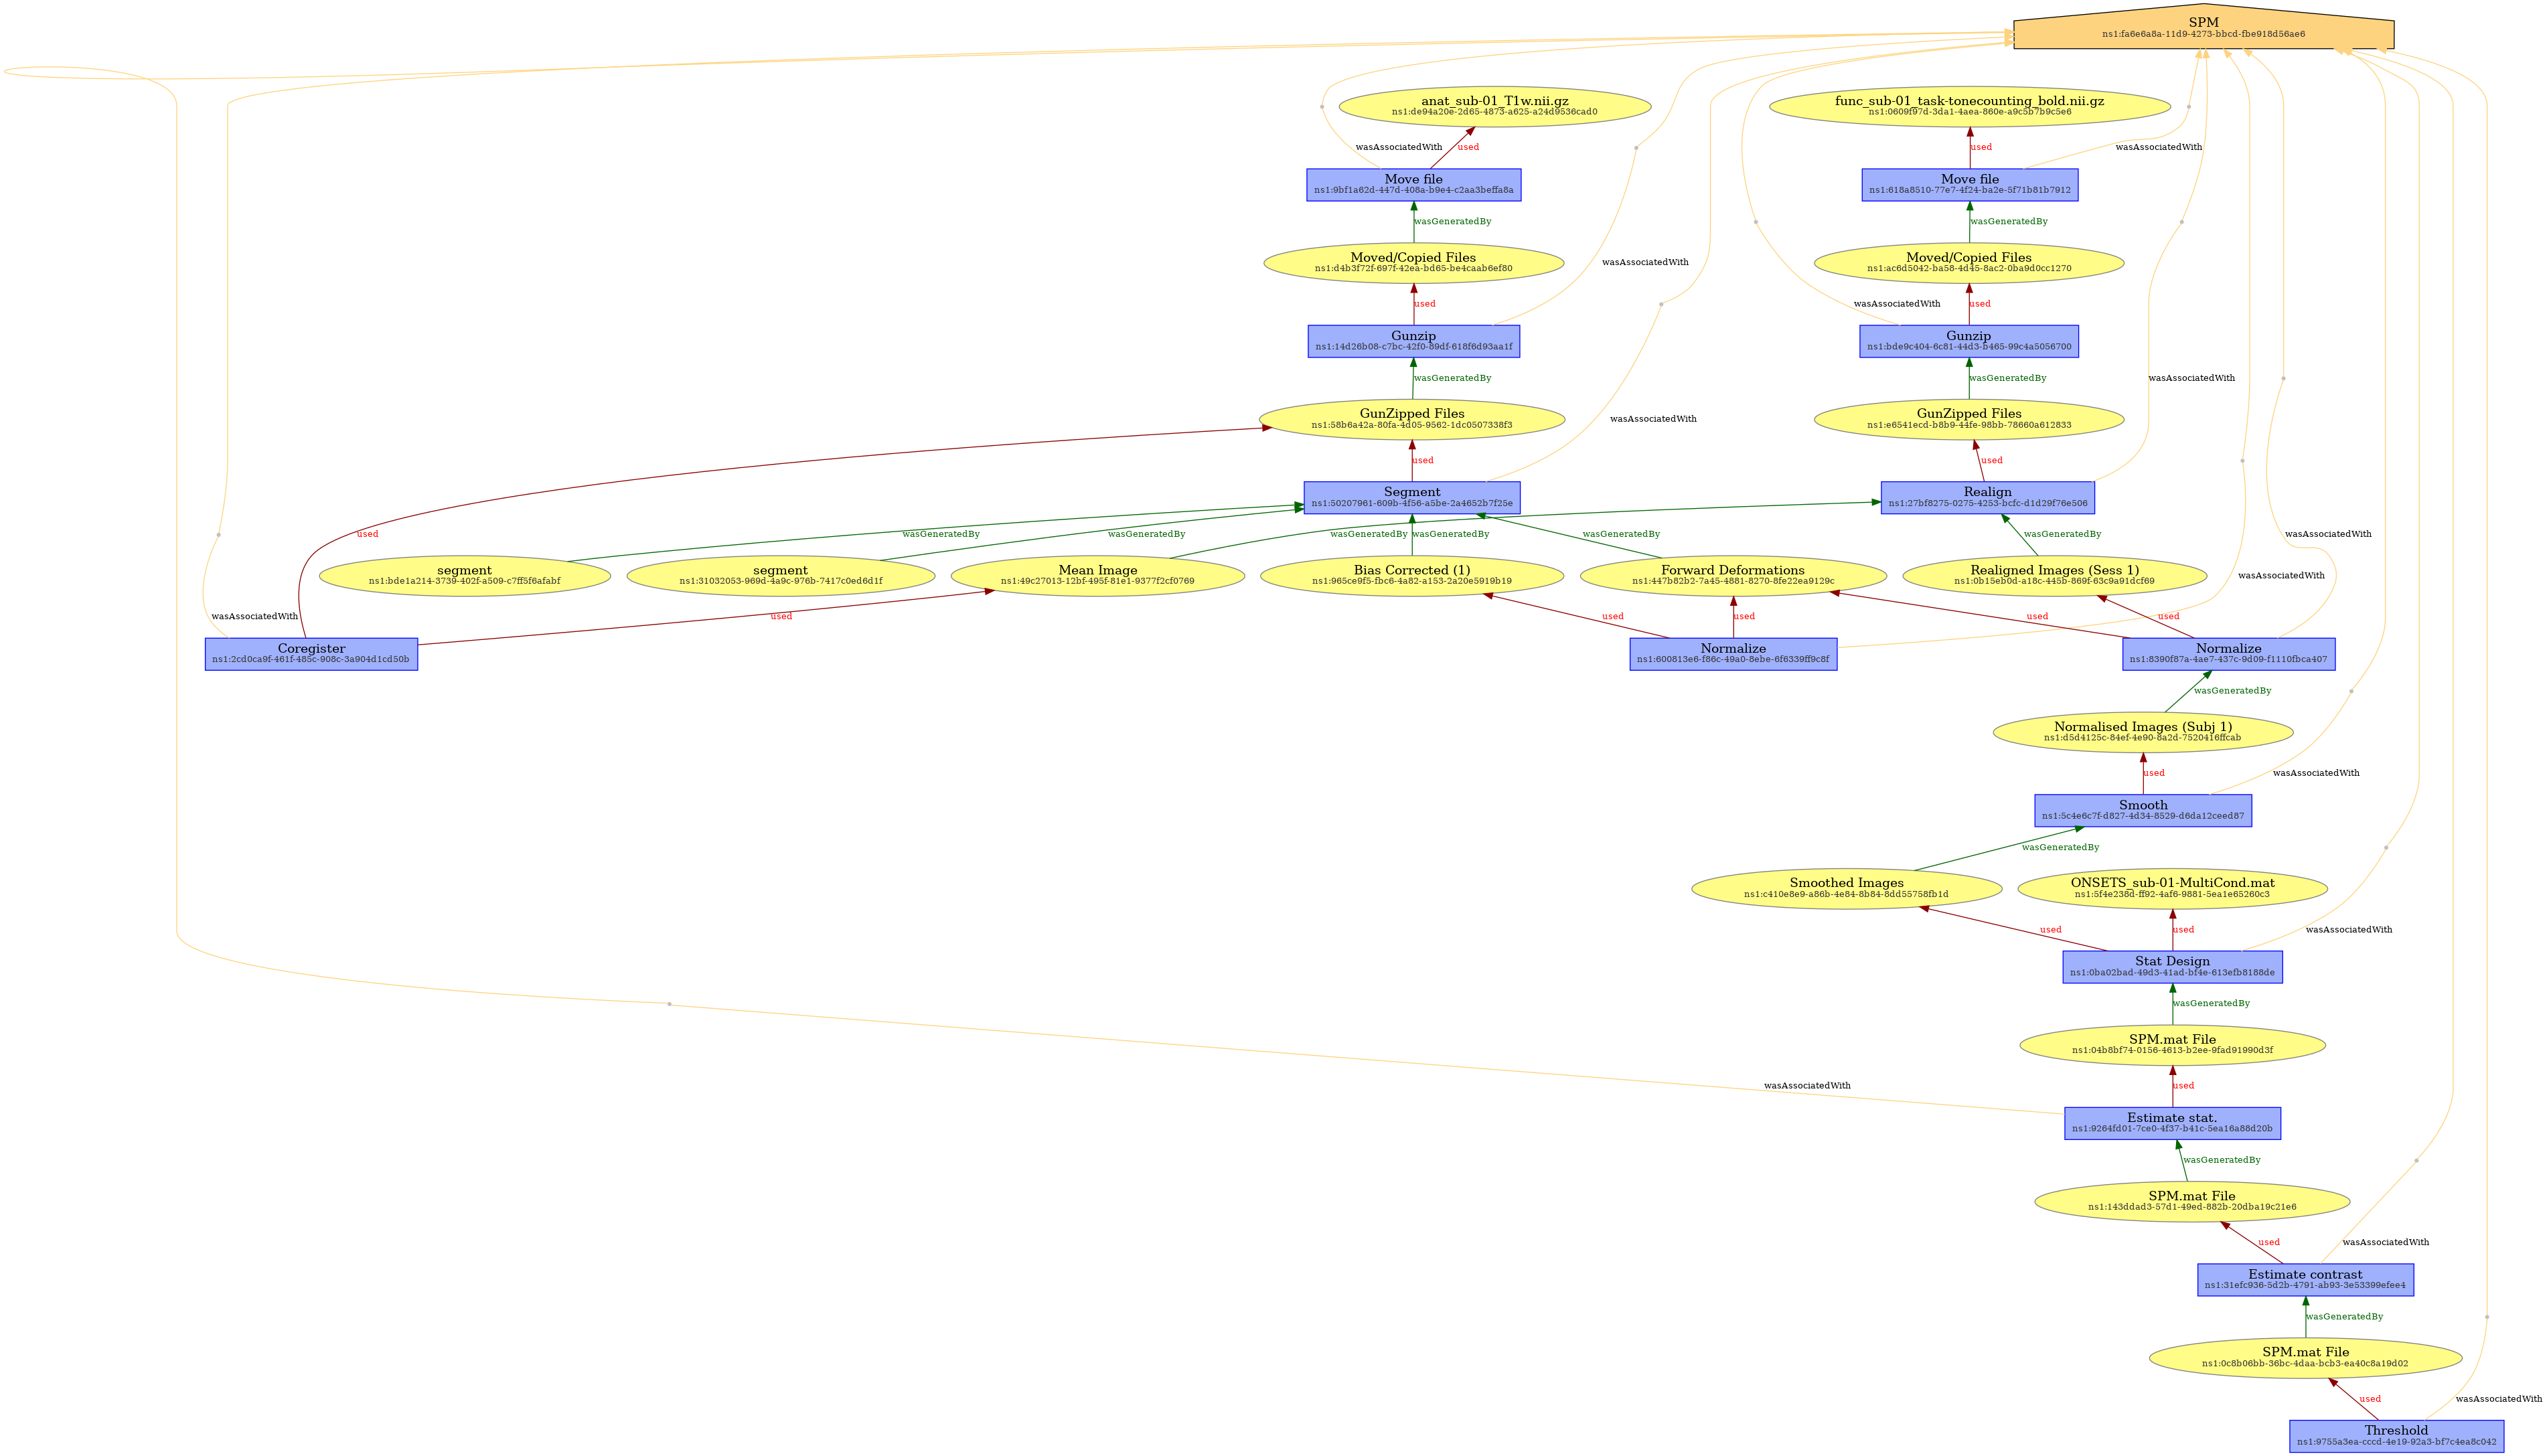 SPM
ns1:fa6e6a8a-11d9-4273-bbcd-fbe918d56ae6
anat_sub-01_T1w.nii.gz
ns1:de94a20e-2d65-4873-a625-a24d9536cad0
func_sub-01_task-tonecounting_bold.nii.gz
ns1:0609f97d-3da1-4aea-860e-a9c5b7b9c5e6
wasAssociatedWith
used
used
wasAssociatedWith
Move file
ns1:9bf1a62d-447d-408a-b9e4-c2aa3beffa8a
Move file
ns1:618a8510-77e7-4f24-ba2e-5f71b81b7912
wasGeneratedBy
wasGeneratedBy
Moved/Copied Files
ns1:d4b3f72f-697f-42ea-bd65-be4caab6ef80
Moved/Copied Files
ns1:ac6d5042-ba58-4d45-8ac2-0ba9d0cc1270
wasAssociatedWith
used
wasAssociatedWith
used
Gunzip
ns1:14d26b08-c7bc-42f0-89df-618f6d93aa1f
Gunzip
ns1:bde9c404-6c81-44d3-b465-99c4a5056700
wasGeneratedBy
wasGeneratedBy
wasAssociatedWith
GunZipped Files
ns1:58b6a42a-80fa-4d05-9562-1dc0507338f3
wasAssociatedWith
GunZipped Files
ns1:e6541ecd-b8b9-44fe-98bb-78660a612833
used
used
Segment
ns1:50207961-609b-4f56-a5be-2a4652b7f25e
Realign
ns1:27bf8275-0275-4253-bcfc-d1d29f76e506
used
wasGeneratedBy
wasGeneratedBy
wasGeneratedBy
wasGeneratedBy
wasGeneratedBy
wasGeneratedBy
wasAssociatedWith
segment
ns1:bde1a214-3739-402f-a509-c7ff5f6afabf
segment
ns1:31032053-969d-4a9c-976b-7417c0ed6d1f
Mean Image
ns1:49c27013-12bf-495f-81e1-9377f2cf0769
Bias Corrected (1)
ns1:965ce9f5-fbc6-4a82-a153-2a20e5919b19
Forward Deformations
ns1:447b82b2-7a45-4881-8270-8fe22ea9129c
Realigned Images (Sess 1)
ns1:0b15eb0d-a18c-445b-869f-63c9a91dcf69
wasAssociatedWith
wasAssociatedWith
used
used
used
used
used
Coregister
ns1:2cd0ca9f-461f-485c-908c-3a904d1cd50b
Normalize
ns1:600813e6-f86c-49a0-8ebe-6f6339ff9c8f
Normalize
ns1:8390f87a-4ae7-437c-9d09-f1110fbca407
wasGeneratedBy
Normalised Images (Subj 1)
ns1:d5d4125c-84ef-4e90-8a2d-7520416ffcab
used
wasAssociatedWith
Smooth
ns1:5c4e6c7f-d827-4d34-8529-d6da12ceed87
wasGeneratedBy
Smoothed Images
ns1:c410e8e9-a86b-4e84-8b84-8dd55758fb1d
ONSETS_sub-01-MultiCond.mat
ns1:5f4e238d-ff92-4af6-9881-5ea1e65260c3
used
used
wasAssociatedWith
Stat Design
ns1:0ba02bad-49d3-41ad-bf4e-613efb8188de
wasGeneratedBy
SPM.mat File
ns1:04b8bf74-0156-4613-b2ee-9fad91990d3f
wasAssociatedWith
used
Estimate stat.
ns1:9264fd01-7ce0-4f37-b41c-5ea16a88d20b
wasGeneratedBy
SPM.mat File
ns1:143ddad3-57d1-49ed-882b-20dba19c21e6
used
wasAssociatedWith
Estimate contrast
ns1:31efc936-5d2b-4791-ab93-3e53399efee4
wasGeneratedBy
SPM.mat File
ns1:0c8b06bb-36bc-4daa-bcb3-ea40c8a19d02
used
wasAssociatedWith
Threshold
ns1:9755a3ea-cccd-4e19-92a3-bf7c4ea8c042